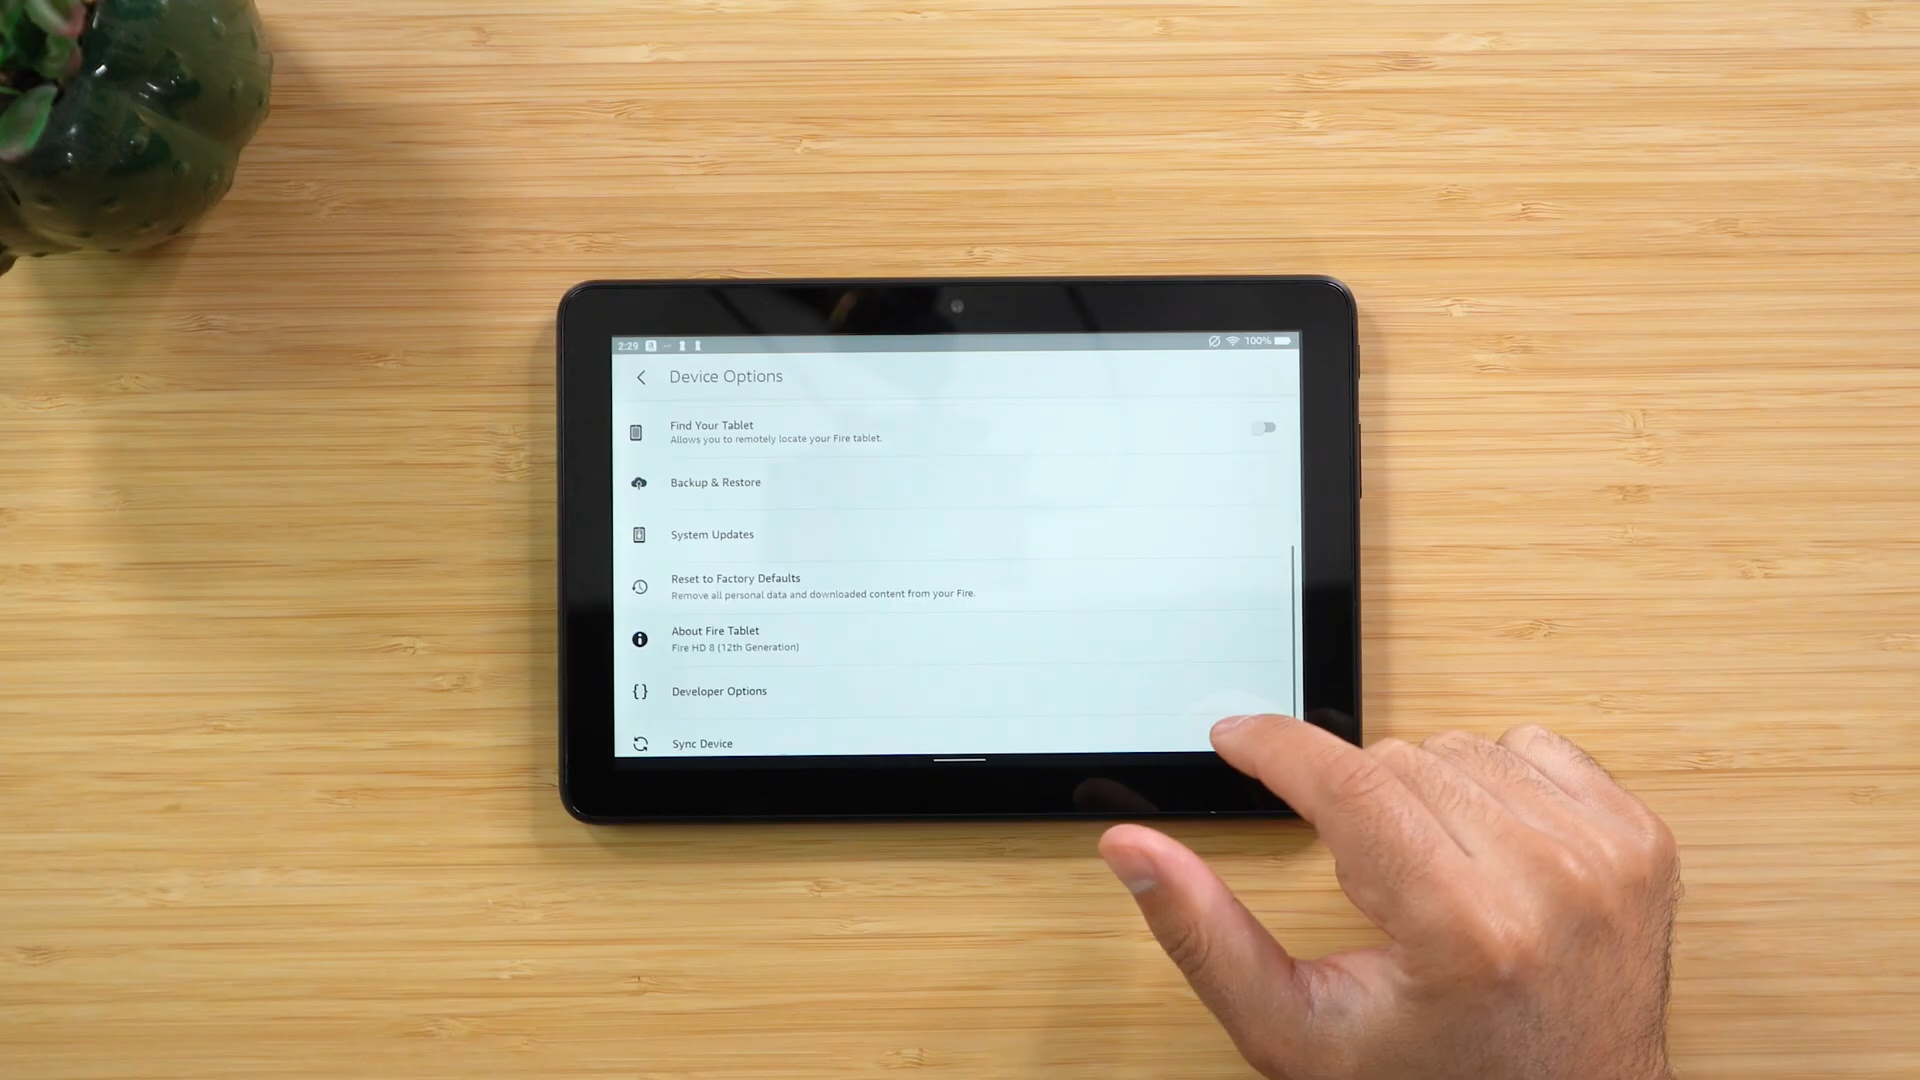 2:29
100%
Device Options
Find Your Tablet
Allows you to remotely locate your Fire tablet.
Backup & Restore
System Updates
Reset to Factory Defaults
Remove all personal data and downloaded content from your Fire.
About Fire Tablet
Fire HD 8 (12th Generation)
Developer Options
Sync Device